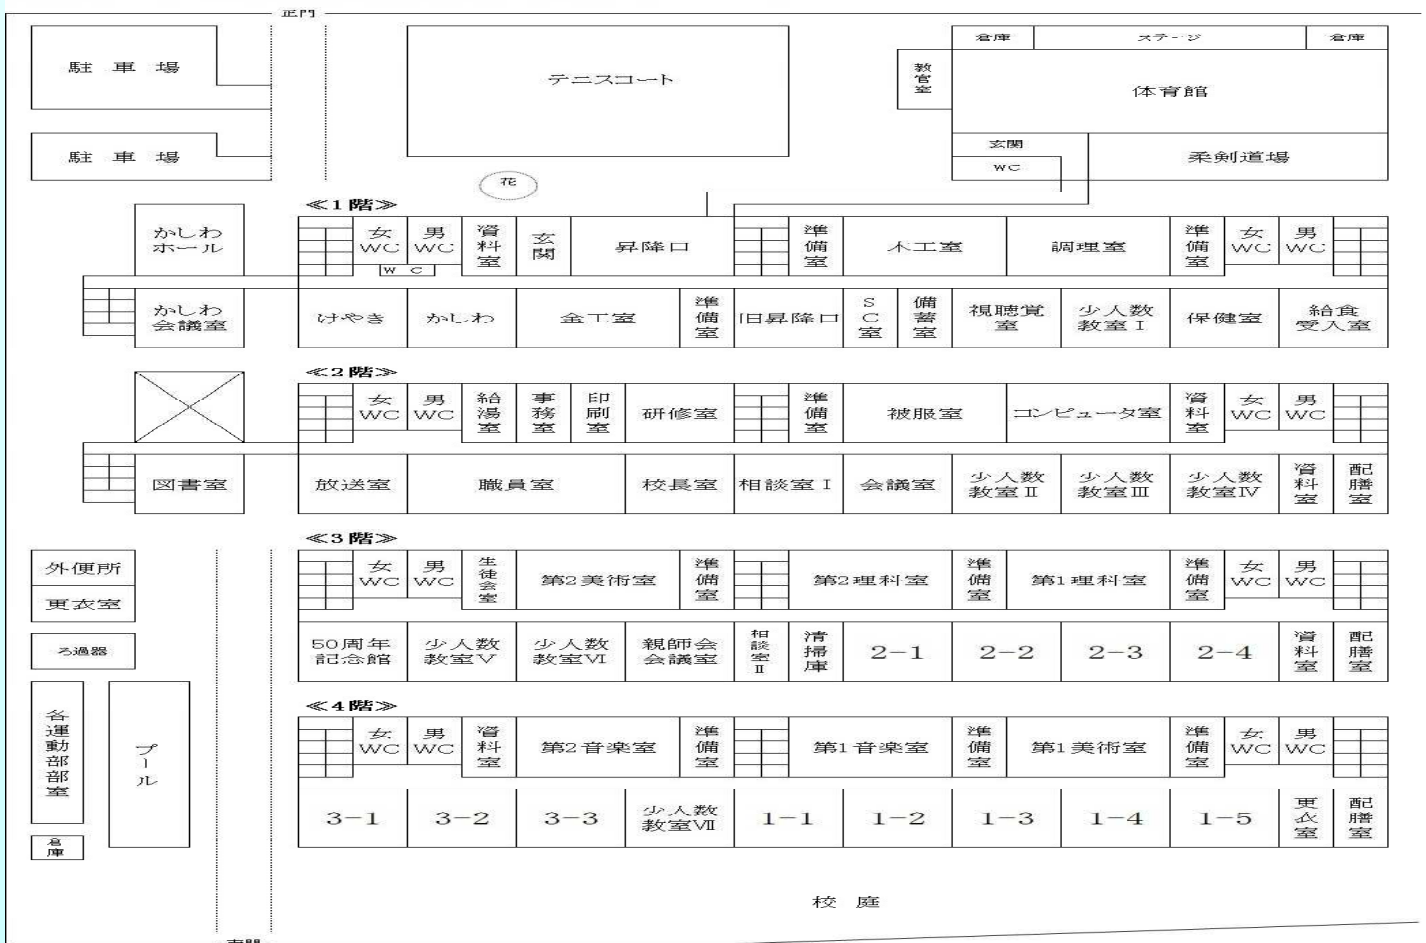 正門
駐車場
テニスコート
倉庫 ステージ 倉庫
教官室
体育館
駐車場
玄関
WC
柔剣道場
花
≪1階≫
かしわホール
女WC 男WC 資料室 玄関 昇降口 準備室 木工室 調理室 準備室 女WC 男WC
WC
かしわ会議室 けやき かしわ 金工室 準備室 旧昇降口 SC室 備蓄室 視聴覚室 少人数教室Ⅰ 保健室 給食受入室
≪2階≫
女WC 男WC 給湯室 事務室 印刷室 研修室 準備室 被服室 コンピュータ室 資料室 女WC 男WC
図書室 放送室 職員室 校長室 相談室Ⅰ 会議室 少人数教室Ⅱ 少人数教室Ⅲ 少人数教室Ⅳ 資料室 配膳室
≪3階≫
外便所
更衣室
女WC 男WC 生徒会室 第2美術室 準備室 第2理科室 準備室 第1理科室 準備室 女WC 男WC
ろ過器
50周年記念館 少人数教室Ⅴ 少人数教室Ⅵ 親師会会議室 相談室Ⅱ 清掃庫 2-1 2-2 2-3 2-4 資料室 配膳室
≪4階≫
各運動部部室
プール
女WC 男WC 資料室 第2音楽室 準備室 第1音楽室 準備室 第1美術室 準備室 女WC 男WC
3-1 3-2 3-3 少人数教室Ⅶ 1-1 1-2 1-3 1-4 1-5 更衣室 配膳室
倉庫
校庭